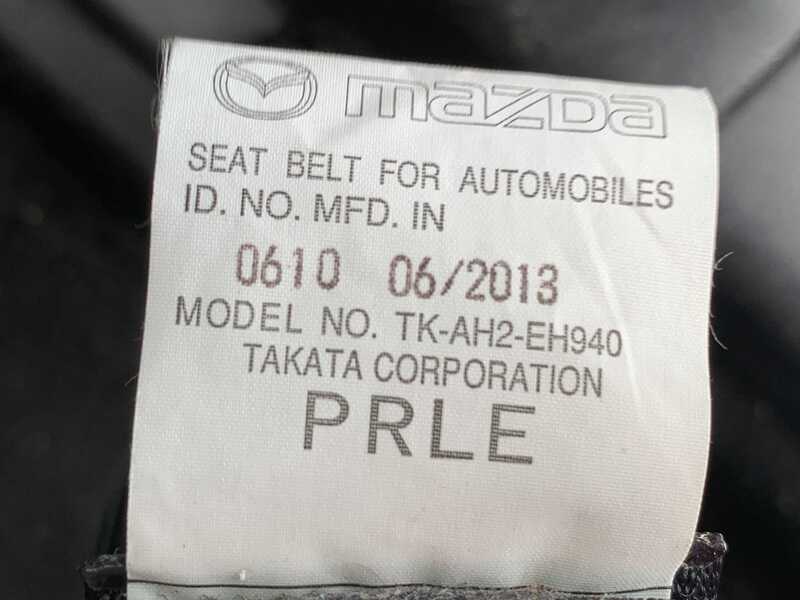 mazda
SEAT BELT FOR AUTOMOBILES
ID. NO. MFD. IN
0610 06/2013
MODEL NO. TK-AH2-EH940
TAKATA CORPORATION
PRLE